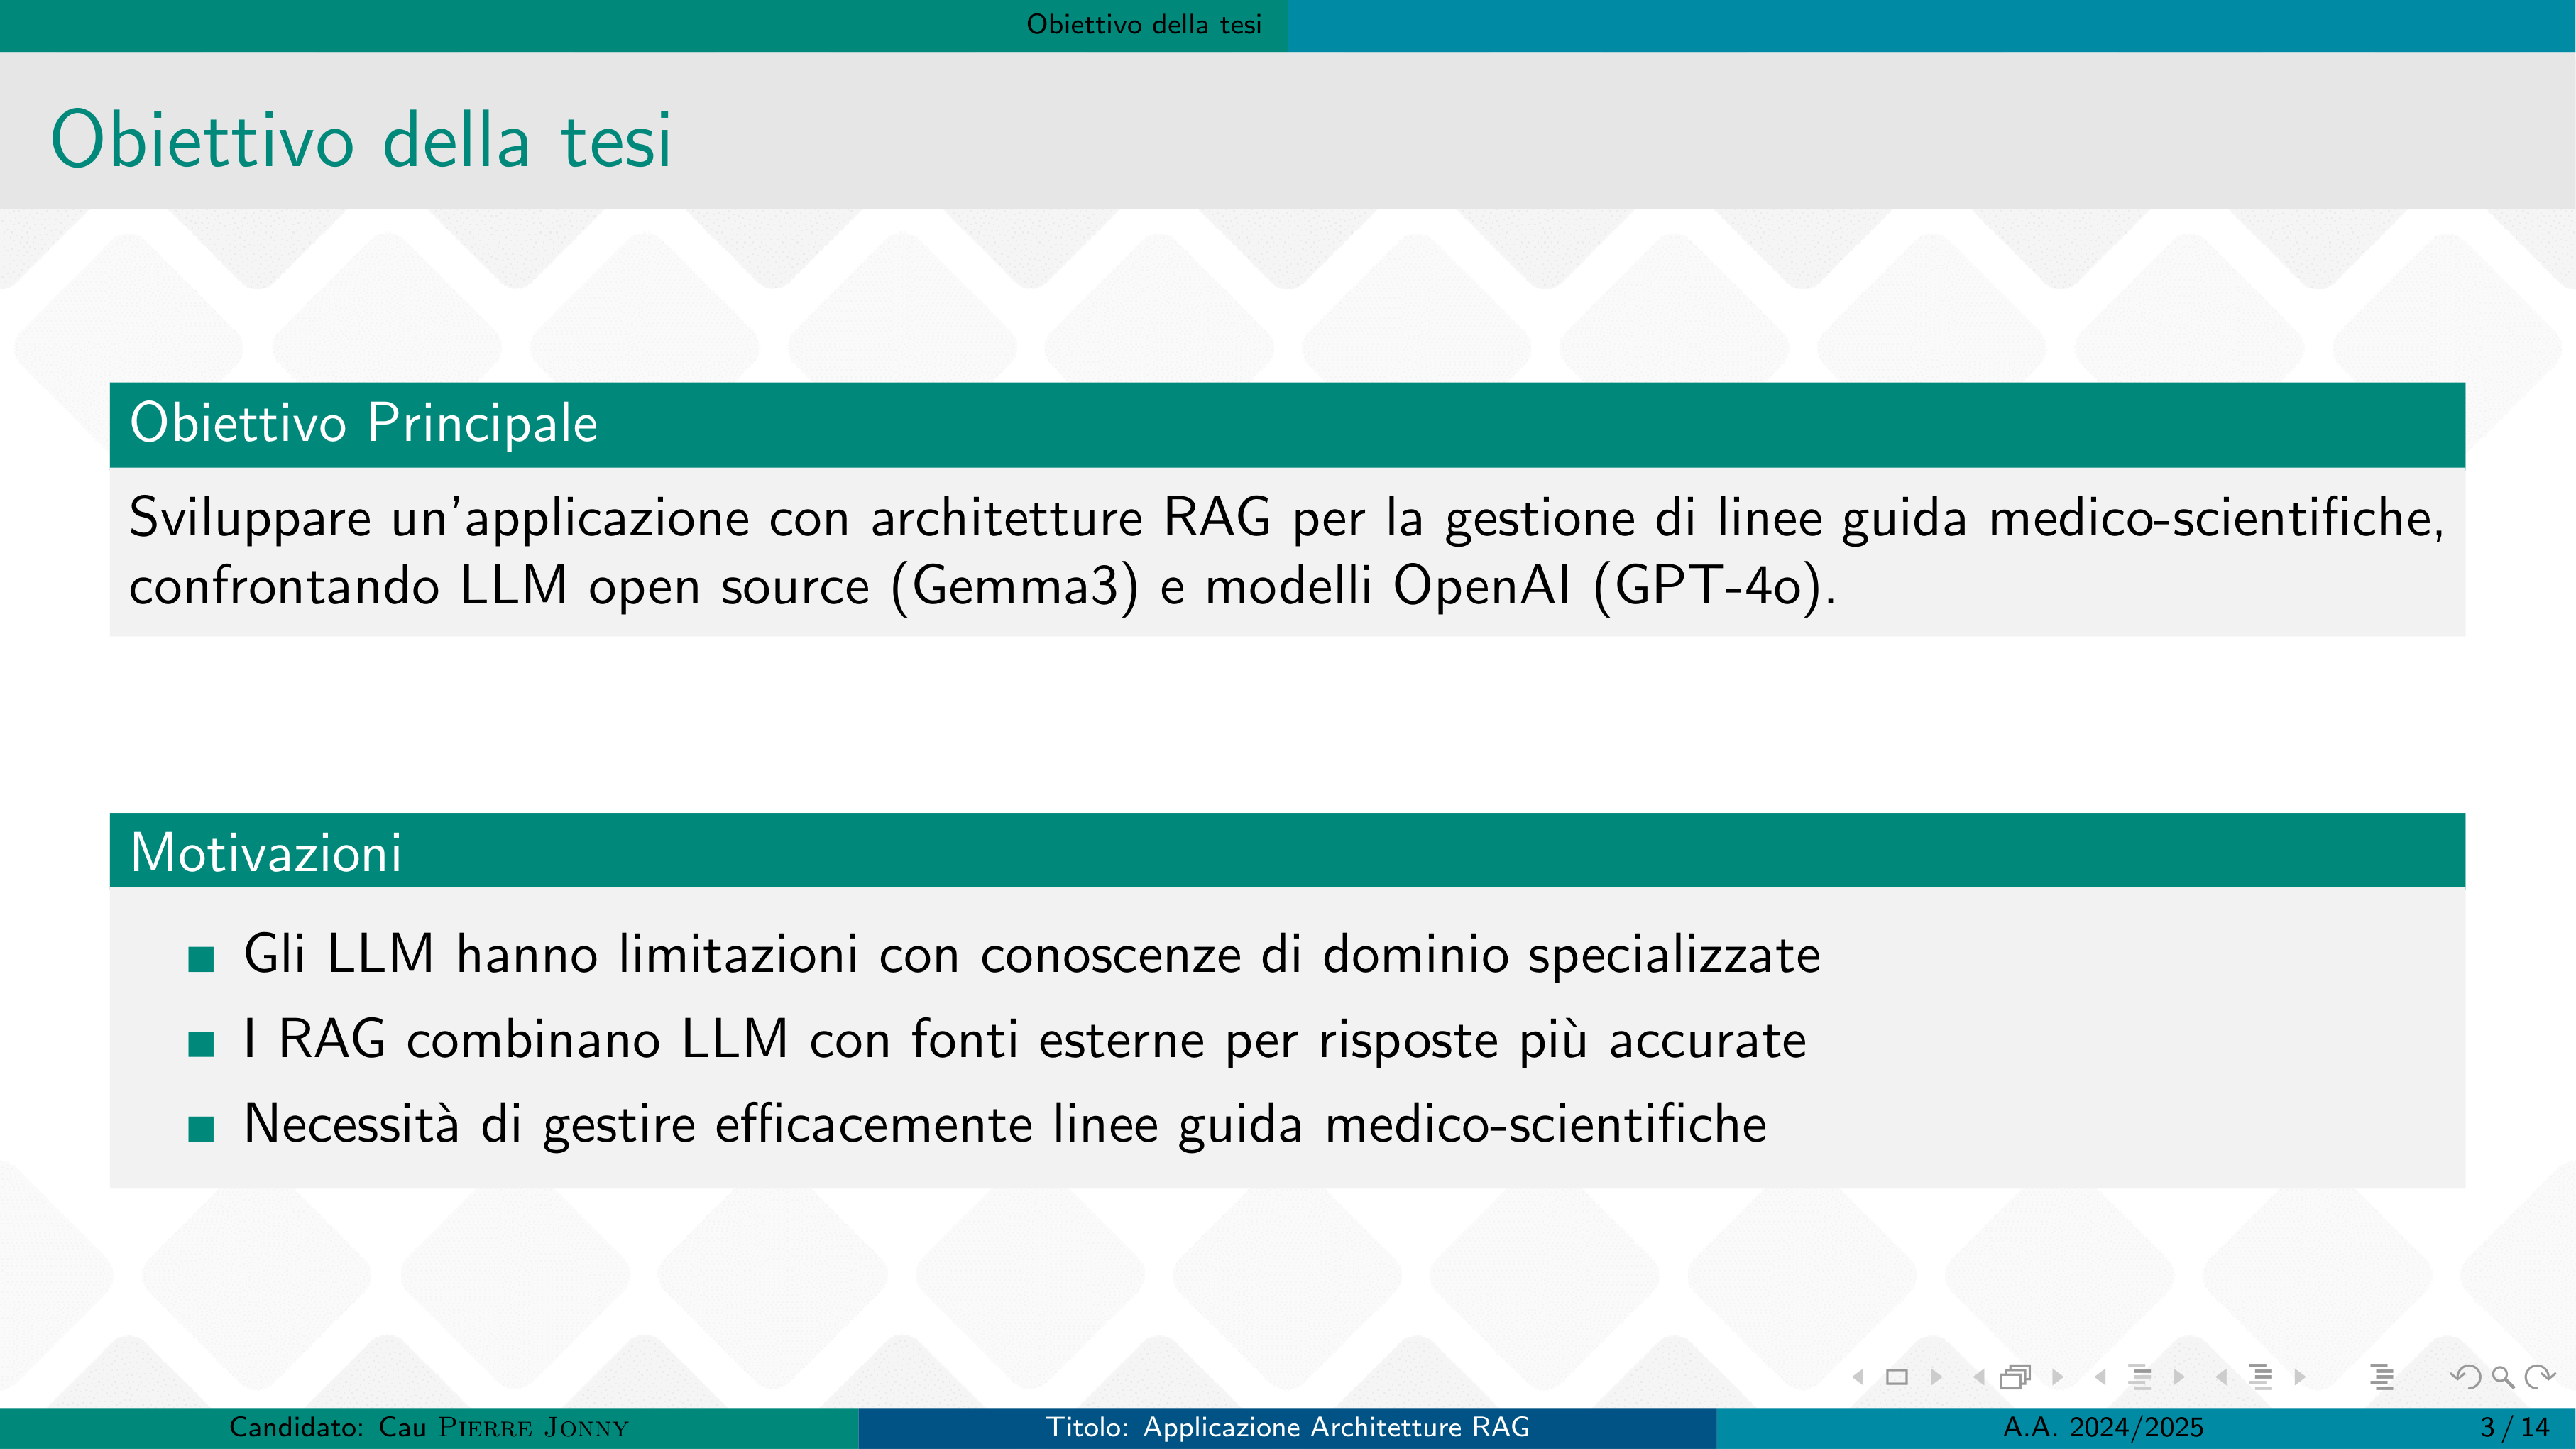 Obiettivo della tesi
Obiettivo della tesi
Obiettivo Principale
Sviluppare un'applicazione con architetture RAG per la gestione di linee guida medico-scientifiche,
confrontando LLM open source (Gemma3) e modelli OpenAI (GPT-4o).
Motivazioni
Gli LLM hanno limitazioni con conoscenze di dominio specializzate
I RAG combinano LLM con fonti esterne per risposte più accurate
Necessità di gestire efficacemente linee guida medico-scientifiche
Candidato: Cau Pierre Jonny
Titolo: Applicazione Architetture RAG
A.A. 2024/2025
3 / 14